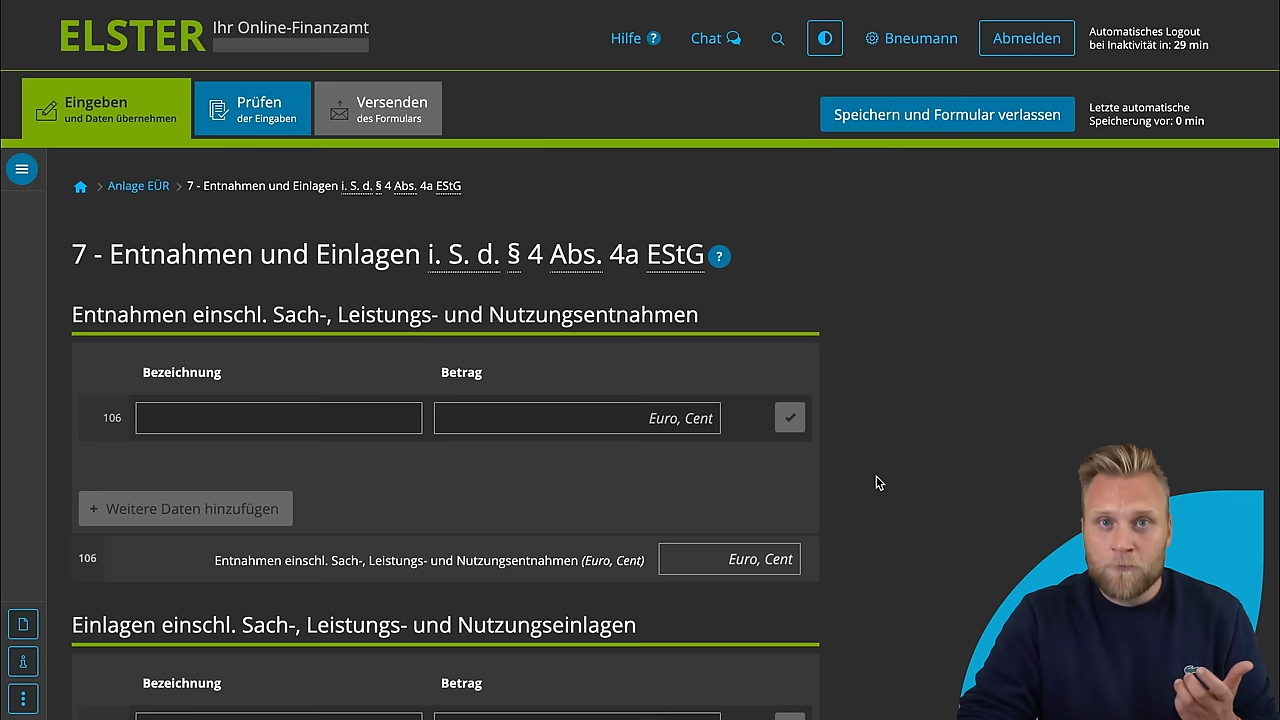 ELSTER
Ihr Online-Finanzamt
Hilfe ?
Chat
Bneumann
Abmelden
Automatisches Logout
bei Inaktivität in: 29 min
Eingeben
und Daten übernehmen
Prüfen
der Eingaben
Versenden
des Formulars
Speichern und Formular verlassen
Letzte automatische
Speicherung vor: 0 min
Anlage EÜR
7 - Entnahmen und Einlagen i. S. d. § 4 Abs. 4a EStG
7 - Entnahmen und Einlagen i. S. d. § 4 Abs. 4a EStG ?
Entnahmen einschl. Sach-, Leistungs- und Nutzungsentnahmen
Bezeichnung Betrag
106 Euro, Cent
+ Weitere Daten hinzufügen
106 Entnahmen einschl. Sach-, Leistungs- und Nutzungsentnahmen (Euro, Cent) Euro, Cent
Einlagen einschl. Sach-, Leistungs- und Nutzungseinlagen
Bezeichnung Betrag